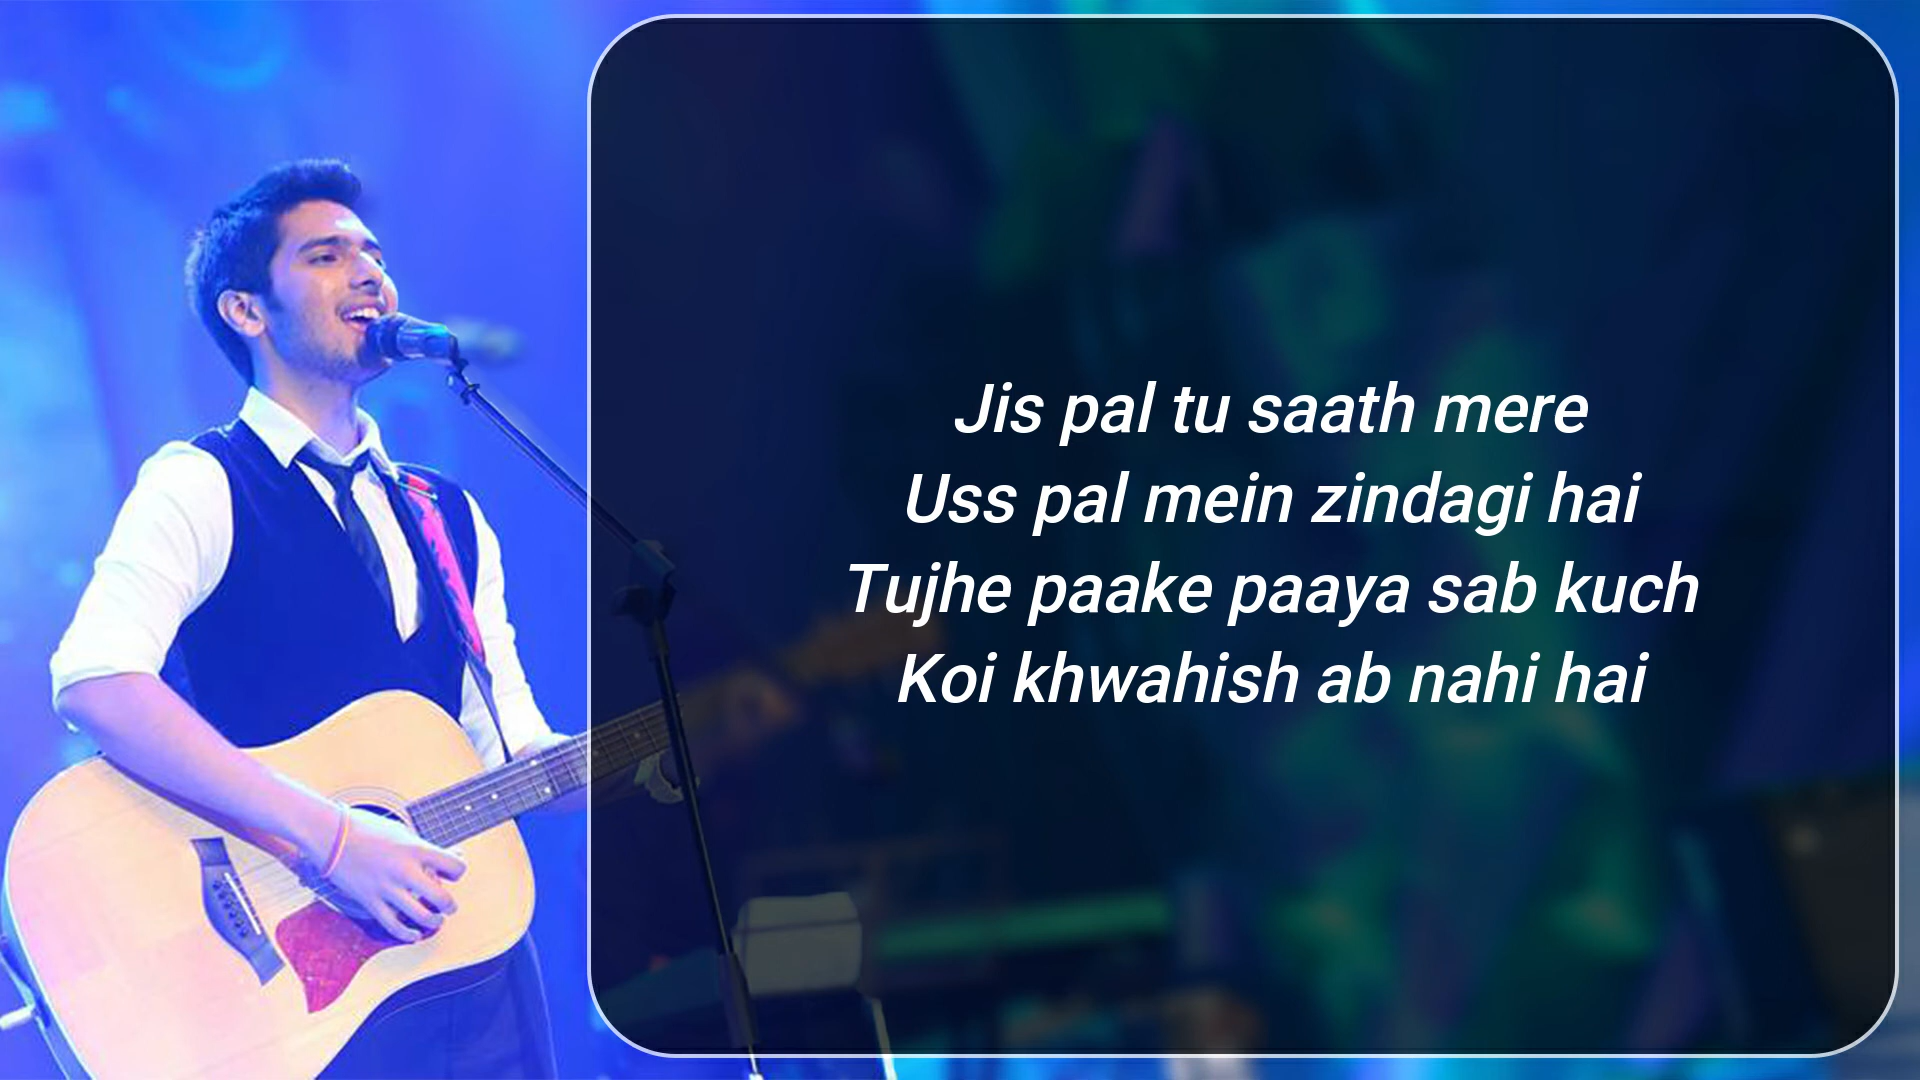 Jis pal tu saath mere
Uss pal mein zindagi hai
Tujhe paake paaya sab kuch
Koi khwahish ab nahi hai